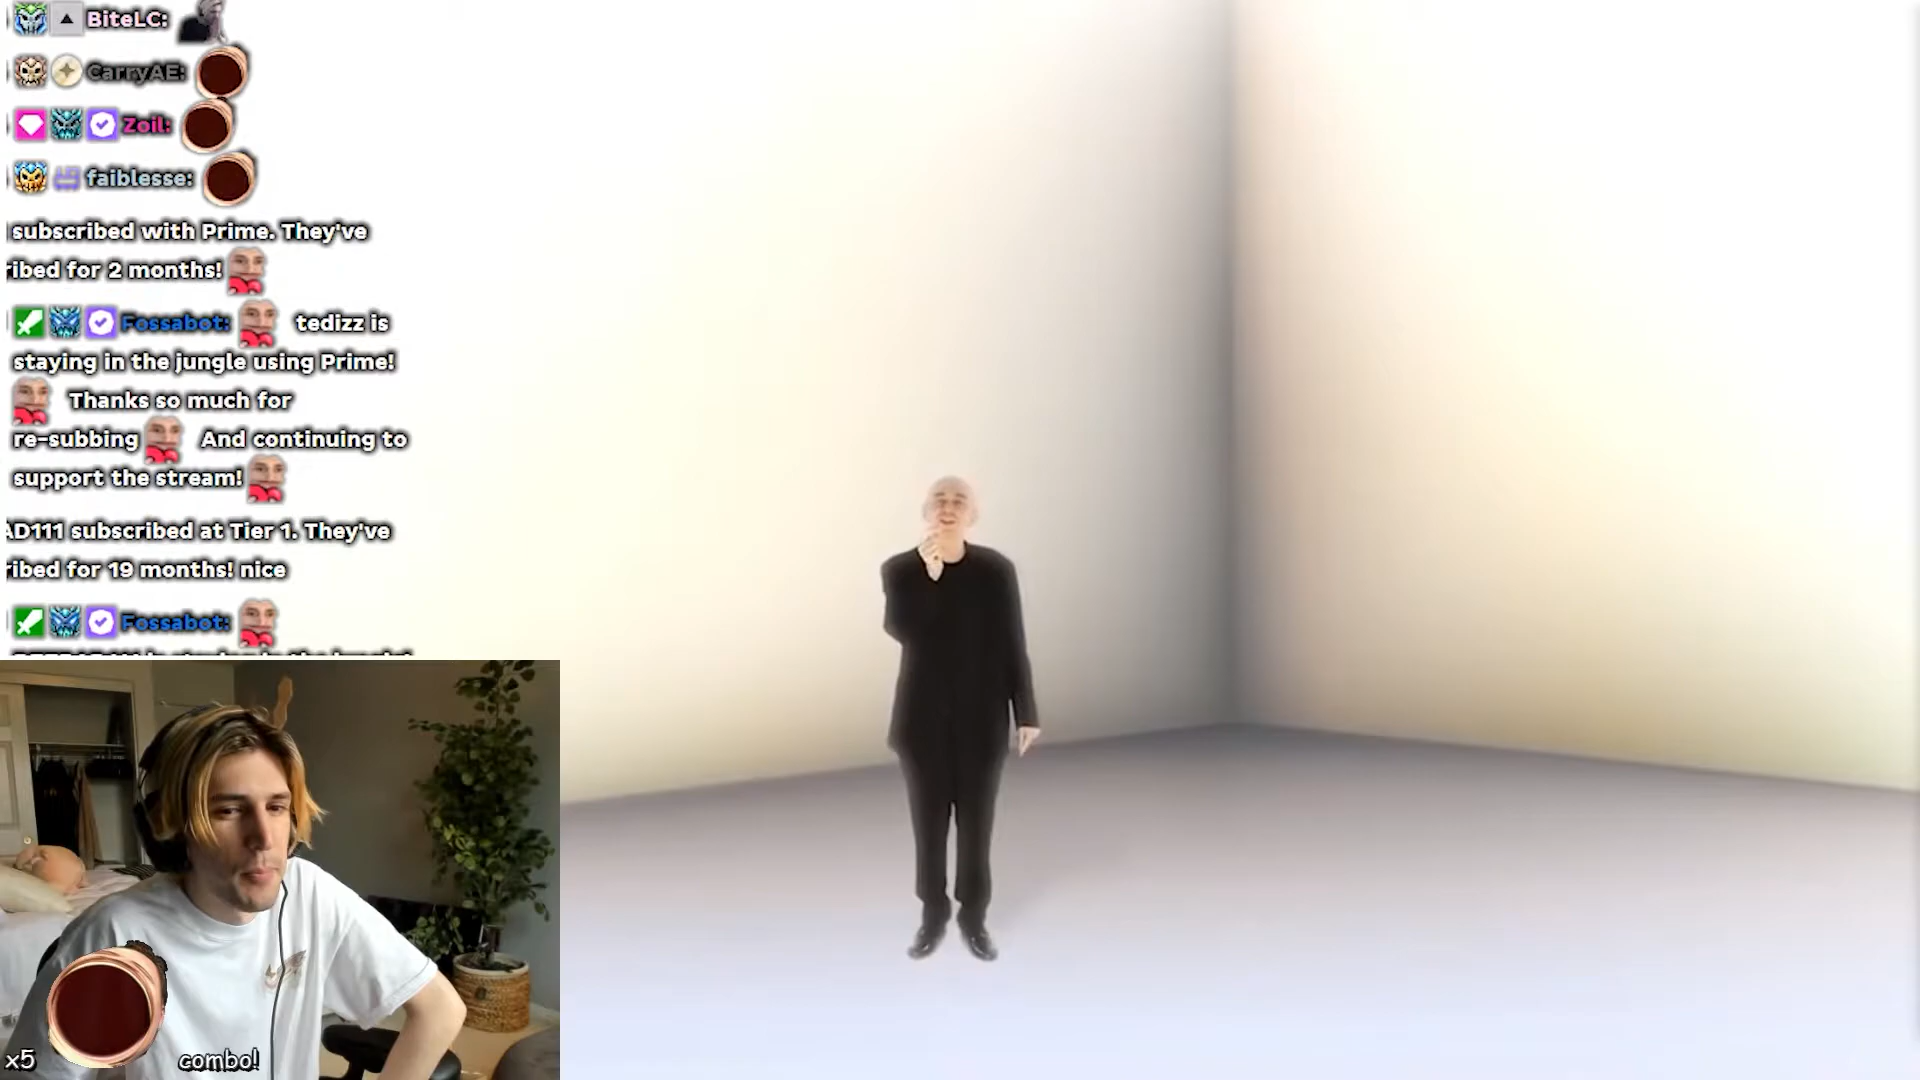 BiteLC:
CarryAE:
Zoil:
faiblesse:
subscribed with Prime. They've
ribed for 2 months!
Fossabot: tedizz is
staying in the jungle using Prime!
Thanks so much for
re-subbing And continuing to
support the stream!
AD111 subscribed at Tier 1. They've
ribed for 19 months! nice
Fossabot:
x5 combo!